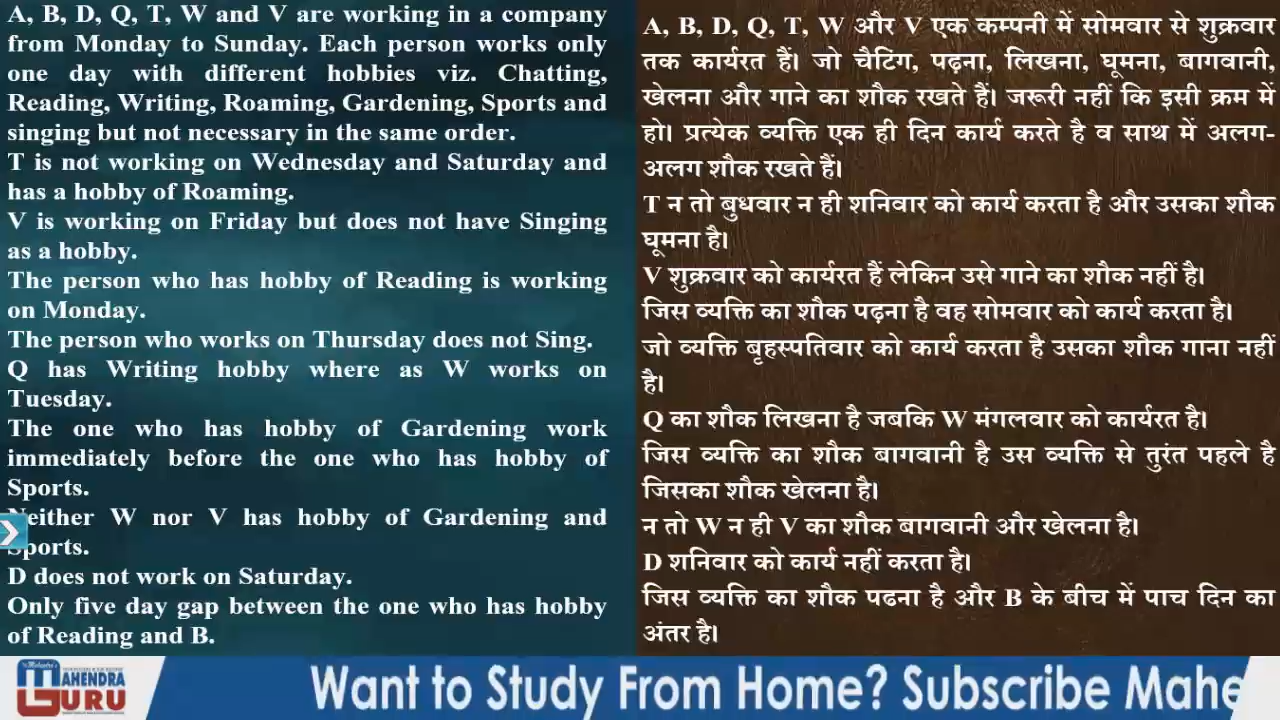 A, B, D, Q, T, W and V are working in a company
from Monday to Sunday. Each person works only
one day with different hobbies viz. Chatting,
Reading, Writing, Roaming, Gardening, Sports and
singing but not necessary in the same order.
T is not working on Wednesday and Saturday and
has a hobby of Roaming.
V is working on Friday but does not have Singing
as a hobby.
The person who has hobby of Reading is working
on Monday.
The person who works on Thursday does not Sing.
Q has Writing hobby where as W works on
Tuesday.
The one who has hobby of Gardening work
immediately before the one who has hobby of
Sports.
Neither W nor V has hobby of Gardening and
Sports.
D does not work on Saturday.
Only five day gap between the one who has hobby
of Reading and B.
A, B, D, Q, T, W और V एक कम्पनी में सोमवार से शुक्रवार
तक कार्यरत हैं। जो चैटिंग, पढ़ना, लिखना, घूमना, बागवानी,
खेलना और गाने का शौक रखते हैं। जरूरी नहीं कि इसी क्रम में
हो। प्रत्येक व्यक्ति एक ही दिन कार्य करते है व साथ में अलग-
अलग शौक रखते हैं।
T न तो बुधवार न ही शनिवार को कार्य करता है और उसका शौक
घूमना है।
V शुक्रवार को कार्यरत हैं लेकिन उसे गाने का शौक नहीं है।
जिस व्यक्ति का शौक पढ़ना है वह सोमवार को कार्य करता है।
जो व्यक्ति बृहस्पतिवार को कार्य करता है उसका शौक गाना नहीं
है।
Q का शौक लिखना है जबकि W मंगलवार को कार्यरत है।
जिस व्यक्ति का शौक बागवानी है उस व्यक्ति से तुरंत पहले है
जिसका शौक खेलना है।
न तो W न ही V का शौक बागवानी और खेलना है।
D शनिवार को कार्य नहीं करता है।
जिस व्यक्ति का शौक पढना है और B के बीच में पाच दिन का
अंतर है।
MAHENDRA
GURU
Want to Study From Home? Subscribe Mahe